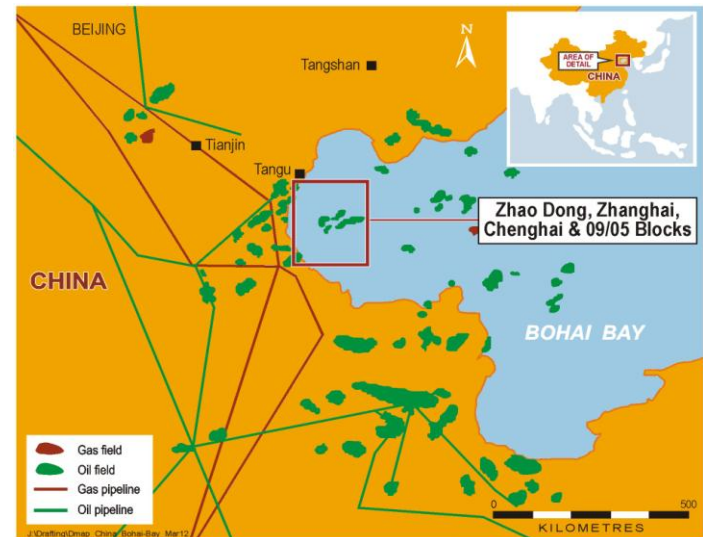 BEIJING
Tangshan
Tianjin
Tangu
AREA OF
DETAIL
CHINA
Zhao Dong, Zhanghai,
Chenghai & 09/05 Blocks
CHINA
BOHAI BAY
Gas field
Oil field
Gas pipeline
Oil pipeline
0
500
KILOMETRES
J:\Drafting\Dmap_China_Bohai-Bay_Mar12
N